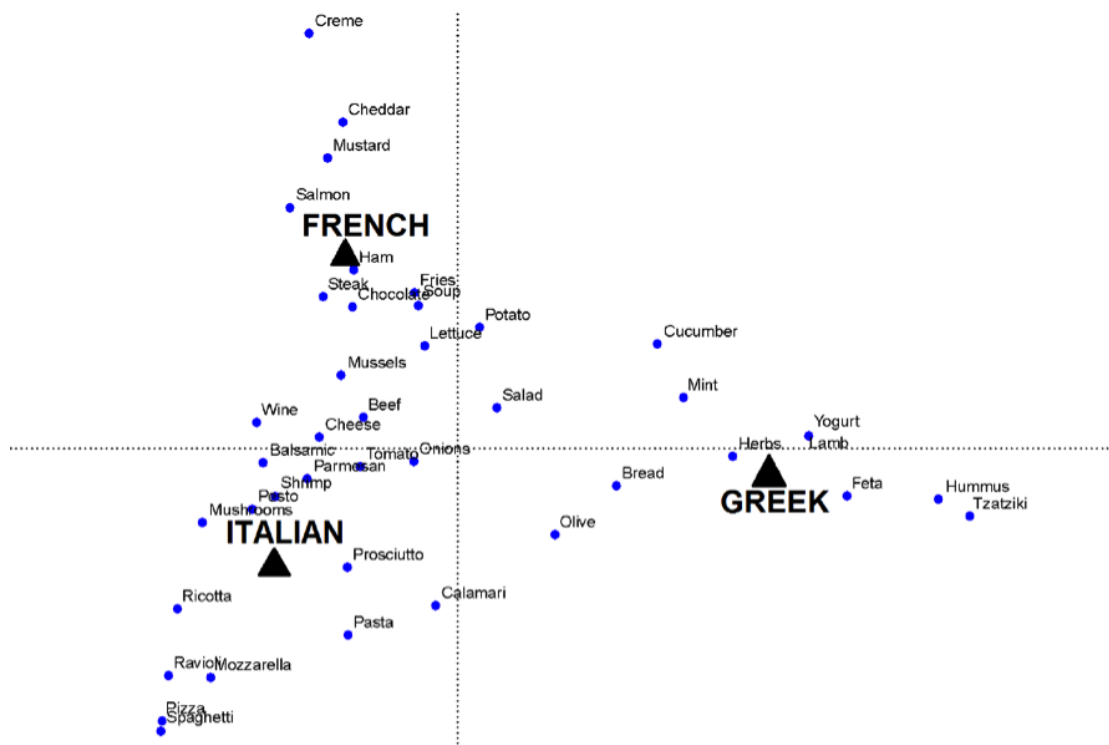 Creme
Cheddar
Mustard
Salmon
FRENCH
Ham
Steak
Chocolate
Fries
Soup
Potato
Lettuce
Cucumber
Mussels
Mint
Salad
Beef
Wine
Cheese
Yogurt
Lamb
Herbs
Balsamic
Tomato
Onions
Parmesan
Shrimp
Pesto
Mushrooms
ITALIAN
Bread
GREEK
Feta
Hummus
Tzatziki
Olive
Prosciutto
Calamari
Ricotta
Pasta
Ravioli
Mozzarella
Pizza
Spaghetti